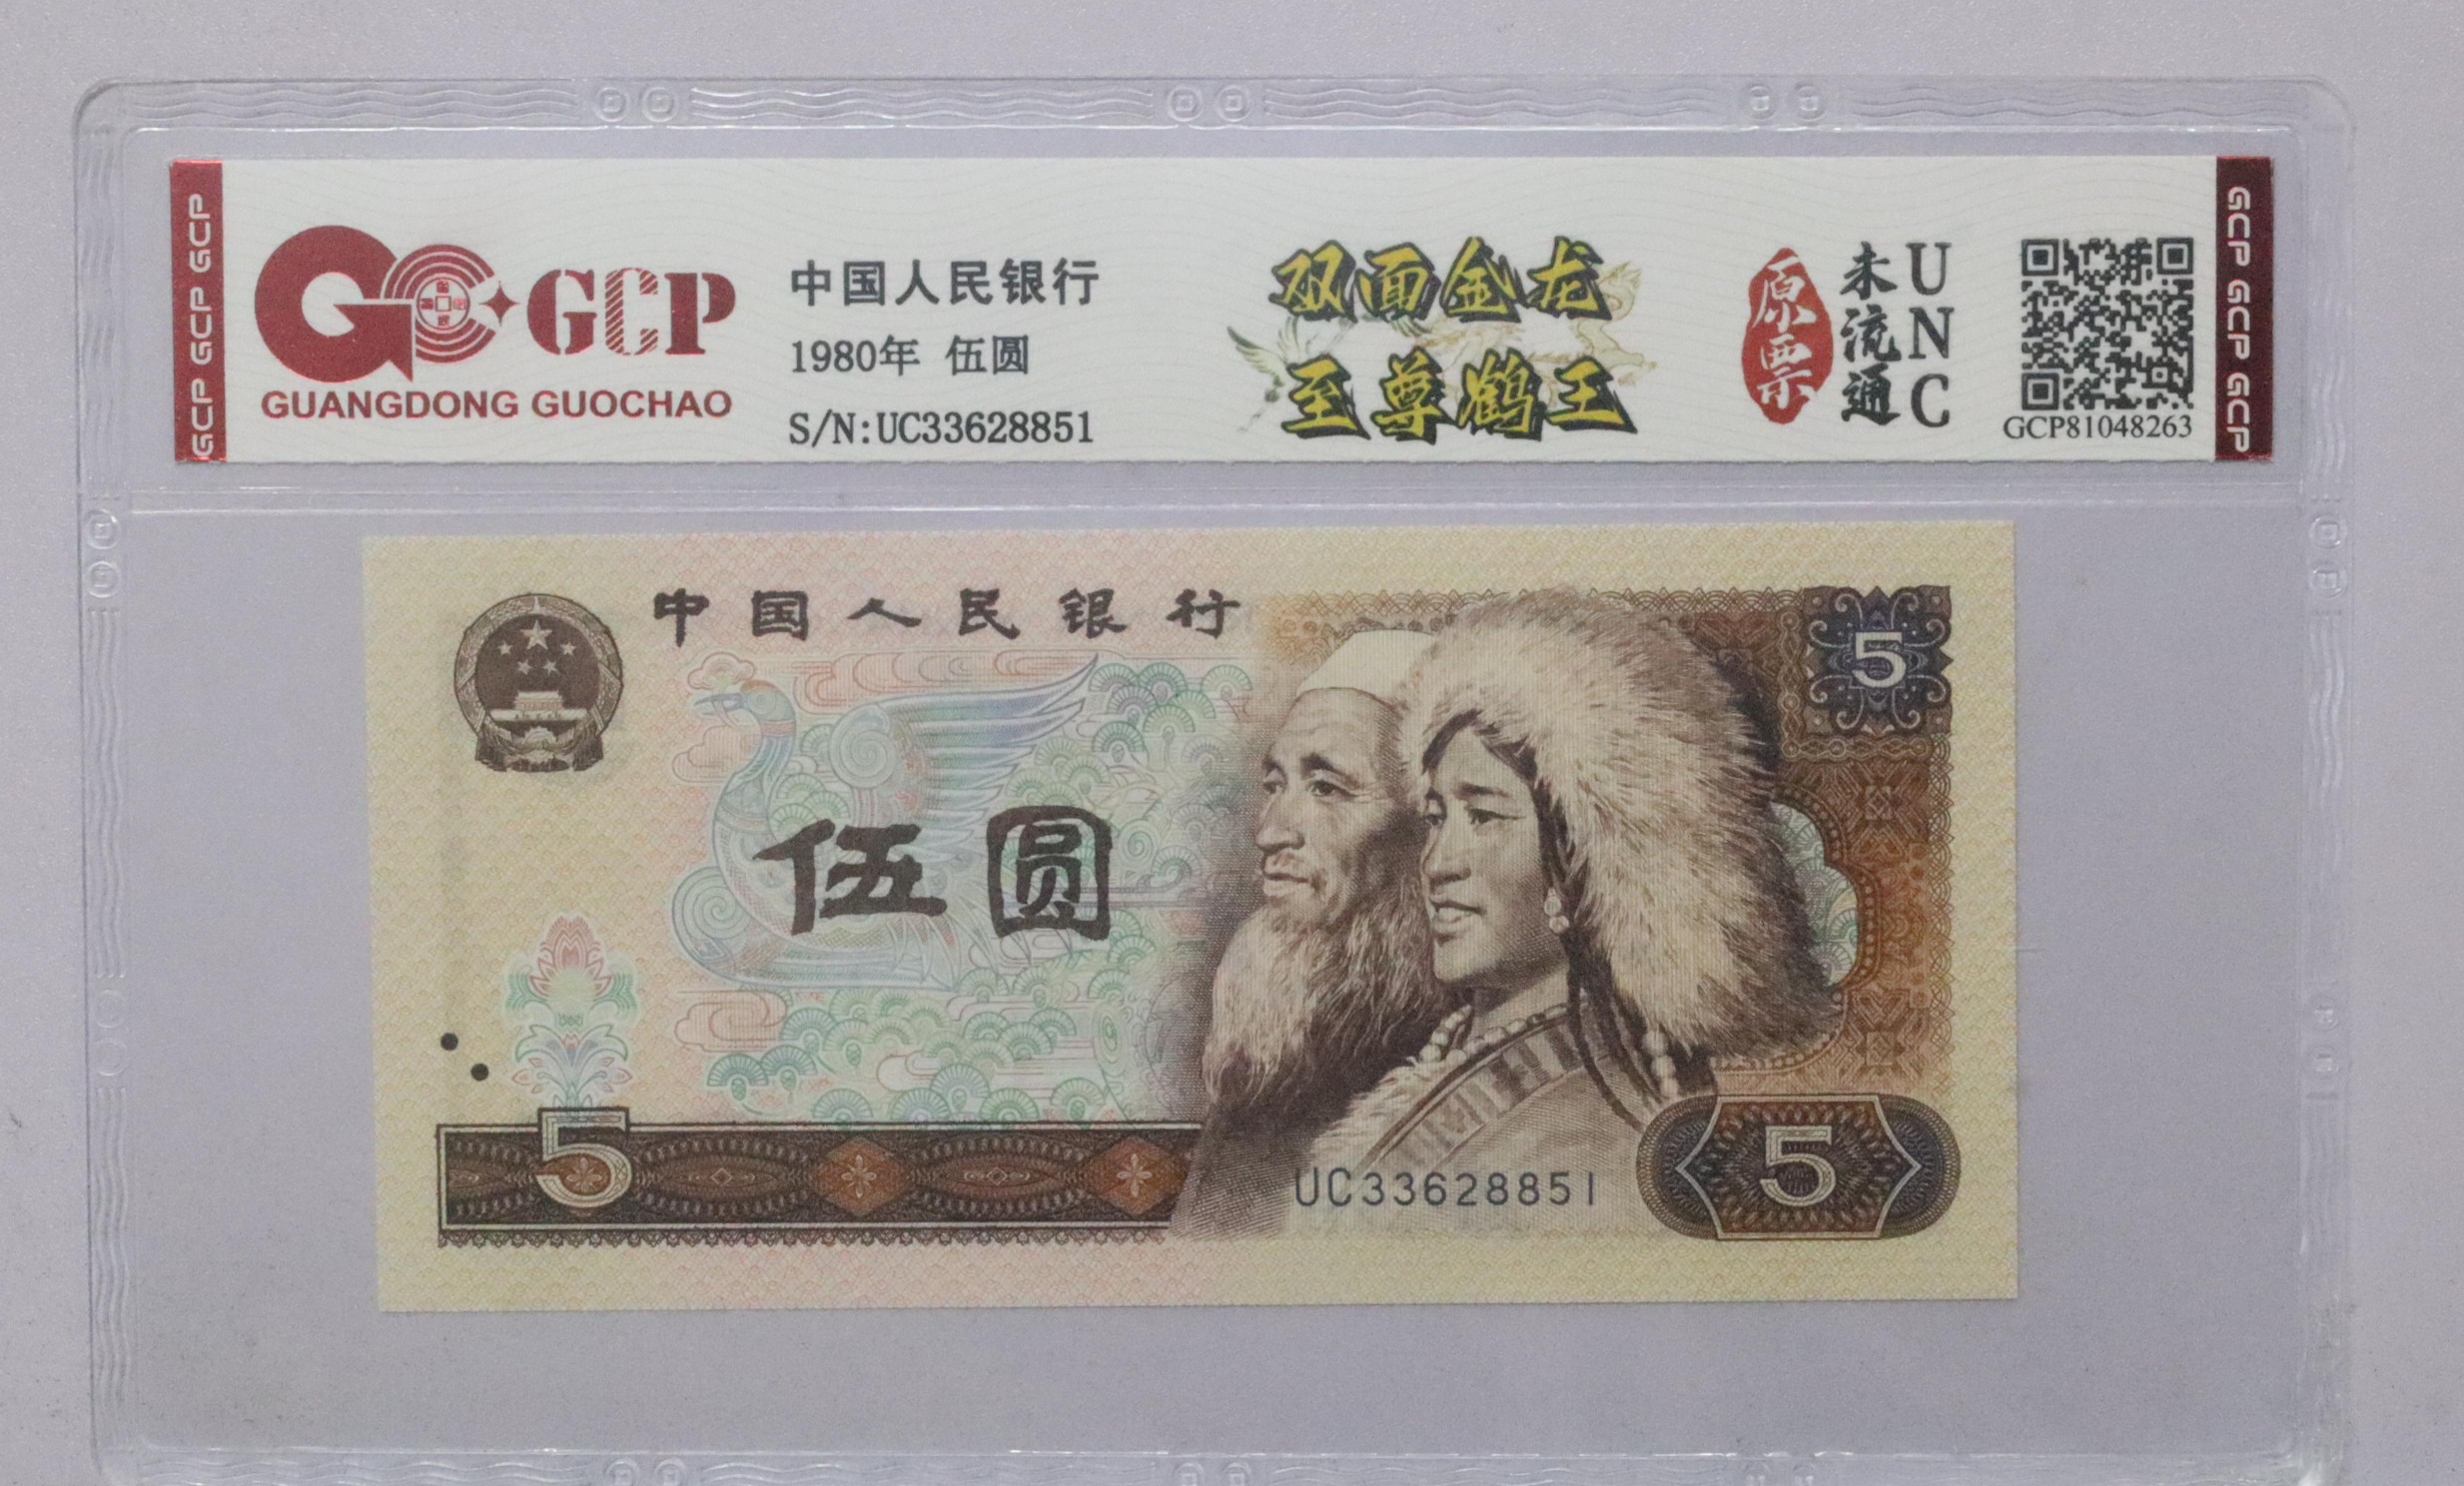 GCP GCP GCP
GCP
GUANGDONG GUOCHAO
中国人民银行
1980年 伍圆
S/N:UC33628851
双面金龙
至尊鹤王
原票
未流通
UNC
GCP81048263
GCP GCP GCP
中国人民银行
5
伍圆
5
UC33628851
5